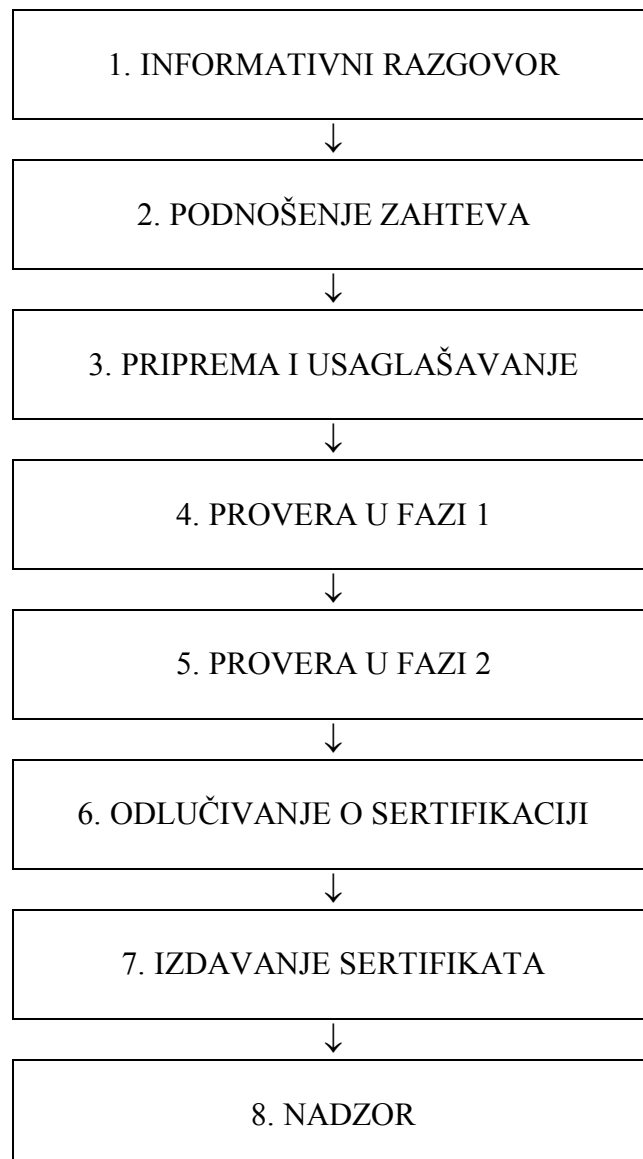 1. INFORMATIVNI RAZGOVOR
↓
2. PODNOŠENJE ZAHTEVA
↓
3. PRIPREMA I USAGLAŠAVANJE
↓
4. PROVERA U FAZI 1
↓
5. PROVERA U FAZI 2
↓
6. ODLUČIVANJE O SERTIFIKACIJI
↓
7. IZDAVANJE SERTIFIKATA
↓
8. NADZOR